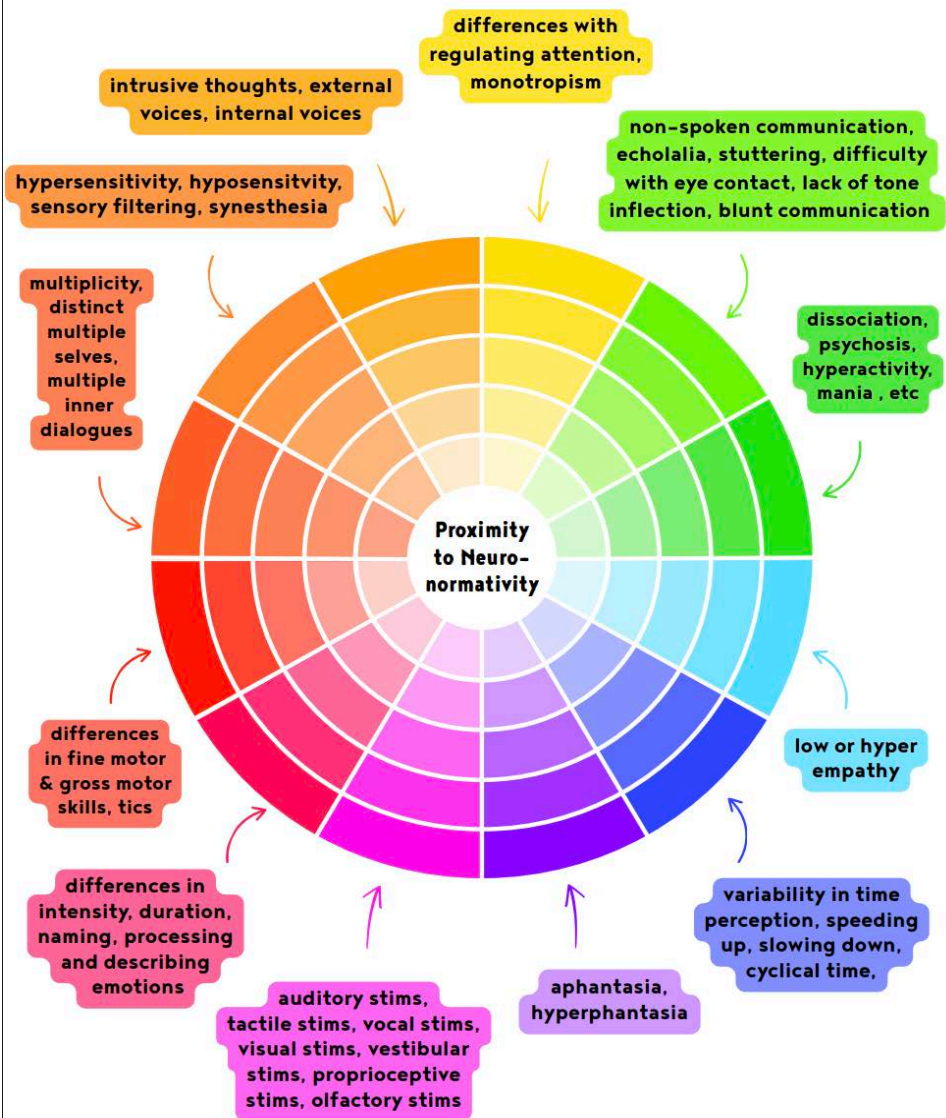 differences with
regulating attention,
monotropism
intrusive thoughts, external
voices, internal voices
non-spoken communication,
echolalia, stuttering, difficulty
with eye contact, lack of tone
inflection, blunt communication
hypersensitivity, hyposensitvity,
sensory filtering, synesthesia
multiplicity,
distinct
multiple
selves,
multiple
inner
dialogues
dissociation,
psychosis,
hyperactivity,
mania , etc
Proximity
to Neuro-
normativity
differences
in fine motor
& gross motor
skills, tics
low or hyper
empathy
differences in
intensity, duration,
naming, processing
and describing
emotions
variability in time
perception, speeding
up, slowing down,
cyclical time,
auditory stims,
tactile stims, vocal stims,
visual stims, vestibular
stims, proprioceptive
stims, olfactory stims
aphantasia,
hyperphantasia